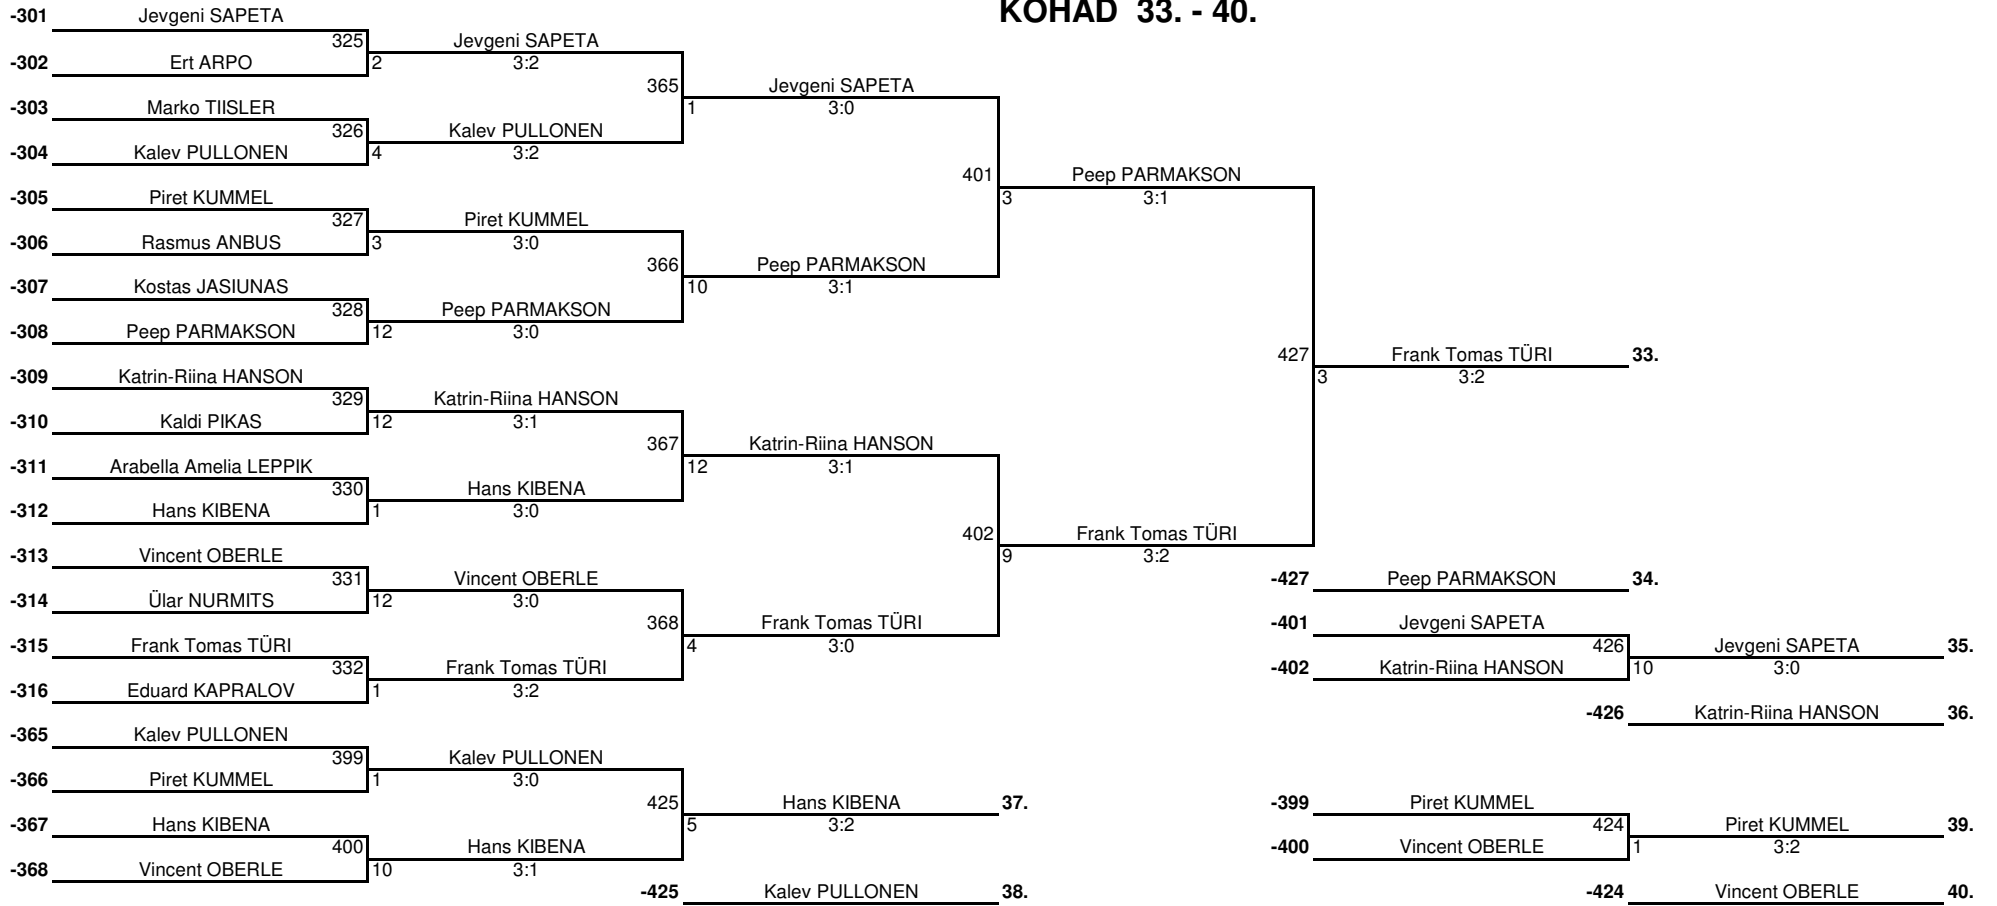 KOHAD 33. - 40.
-301 Jevgeni SAPETA
325 Jevgeni SAPETA
-302 Ert ARPO 2 3:2
365 Jevgeni SAPETA
-303 Marko TIISLER 1 3:0
326 Kalev PULLONEN
-304 Kalev PULLONEN 4 3:2
401 Peep PARMAKSON
-305 Piret KUMMEL 3 3:1
327 Piret KUMMEL
-306 Rasmus ANBUS 3 3:0
366 Peep PARMAKSON
-307 Kostas JASIUNAS 10 3:1
328 Peep PARMAKSON
-308 Peep PARMAKSON 12 3:0
427 Frank Tomas TÜRI 33.
-309 Katrin-Riina HANSON 3 3:2
329 Katrin-Riina HANSON
-310 Kaldi PIKAS 12 3:1
367 Katrin-Riina HANSON
-311 Arabella Amelia LEPPIK 12 3:1
330 Hans KIBENA
-312 Hans KIBENA 1 3:0
402 Frank Tomas TÜRI
-313 Vincent OBERLE 9 3:2
331 Vincent OBERLE -427 Peep PARMAKSON 34.
-314 Ülar NURMITS 12 3:0
368 Frank Tomas TÜRI -401 Jevgeni SAPETA
-315 Frank Tomas TÜRI 4 3:0 426 Jevgeni SAPETA 35.
332 Frank Tomas TÜRI -402 Katrin-Riina HANSON 10 3:0
-316 Eduard KAPRALOV 1 3:2
-426 Katrin-Riina HANSON 36.
-365 Kalev PULLONEN
399 Kalev PULLONEN
-366 Piret KUMMEL 1 3:0
425 Hans KIBENA 37. -399 Piret KUMMEL
-367 Hans KIBENA 5 3:2 424 Piret KUMMEL 39.
400 Hans KIBENA -400 Vincent OBERLE 1 3:2
-368 Vincent OBERLE 10 3:1
-425 Kalev PULLONEN 38. -424 Vincent OBERLE 40.